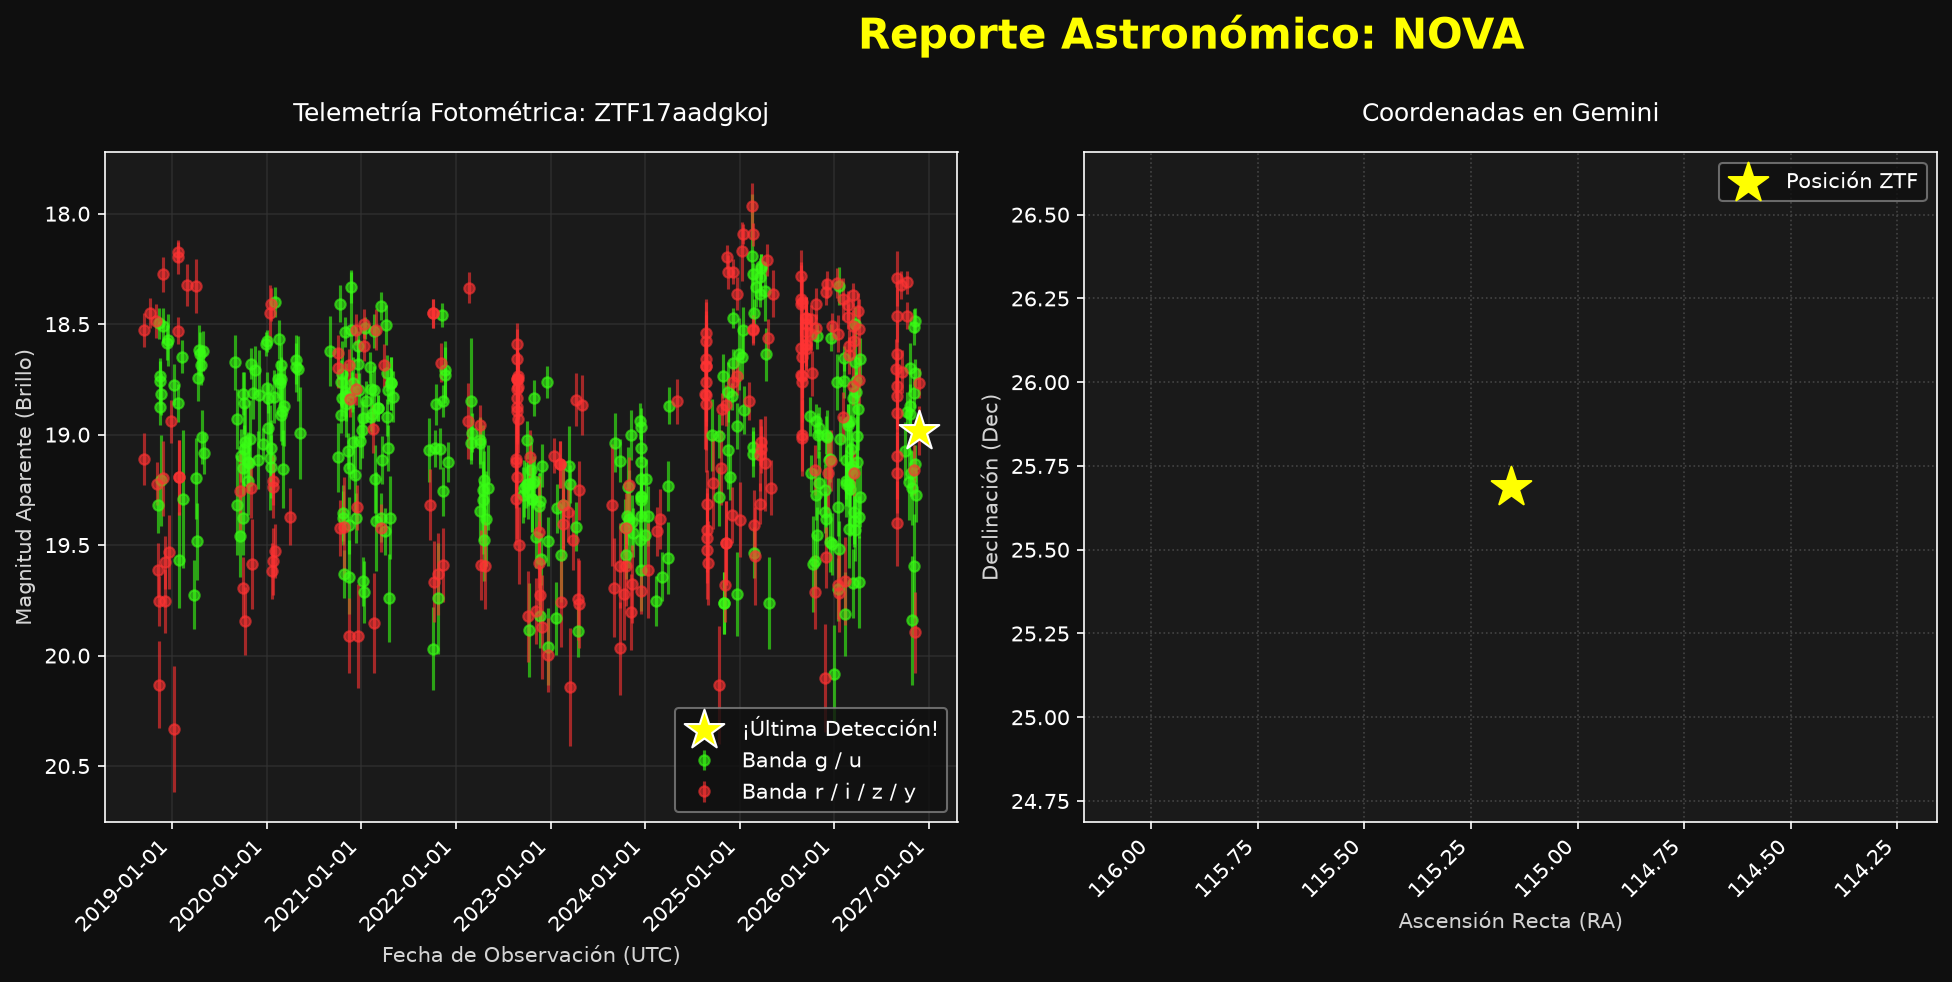 Reporte Astronómico: NOVA
Telemetría Fotométrica: ZTF17aadgkoj
Magnitud Aparente (Brillo)
18.0
18.5
19.0
19.5
20.0
20.5
¡Última Detección!
Banda g / u
Banda r / i / z / y
2019-01-01
2020-01-01
2021-01-01
2022-01-01
2023-01-01
2024-01-01
2025-01-01
2026-01-01
2027-01-01
Fecha de Observación (UTC)
Coordenadas en Gemini
Posición ZTF
Declinación (Dec)
26.50
26.25
26.00
25.75
25.50
25.25
25.00
24.75
116.00
115.75
115.50
115.25
115.00
114.75
114.50
114.25
Ascensión Recta (RA)